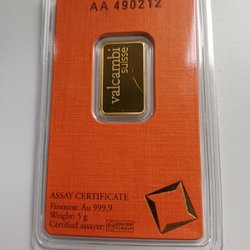 AA 490212
valcambi
suisse
ASSAY CERTIFICATE
Fineness: Au 999,9
Weight: 5 g
Certified assayer: